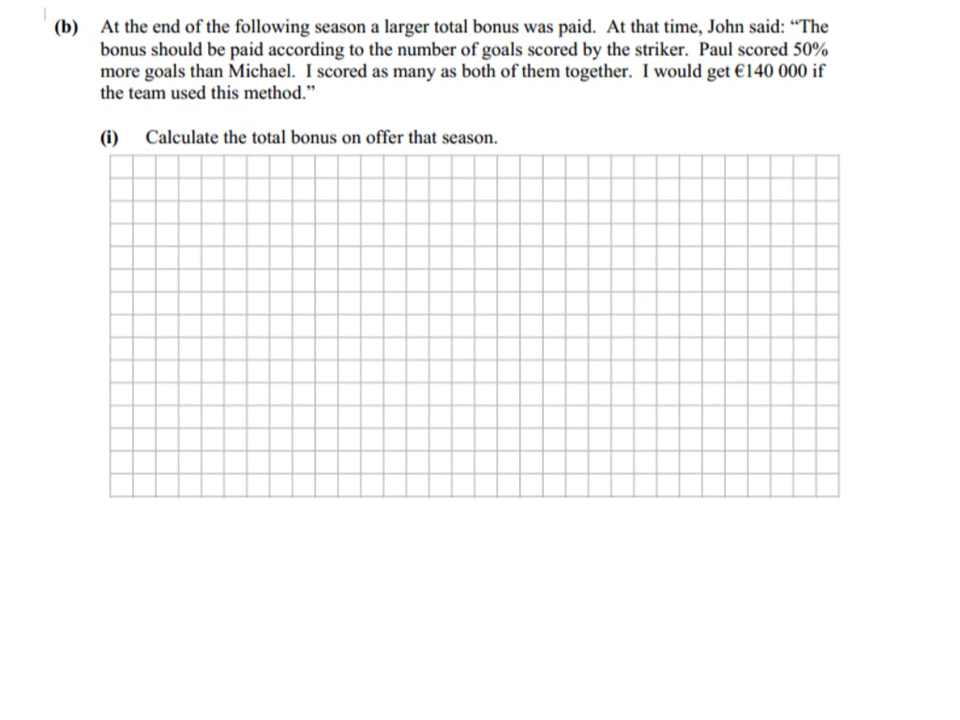 (b) At the end of the following season a larger total bonus was paid. At that time, John said: “The
bonus should be paid according to the number of goals scored by the striker. Paul scored 50%
more goals than Michael. I scored as many as both of them together. I would get €140 000 if
the team used this method.”
(i) Calculate the total bonus on offer that season.